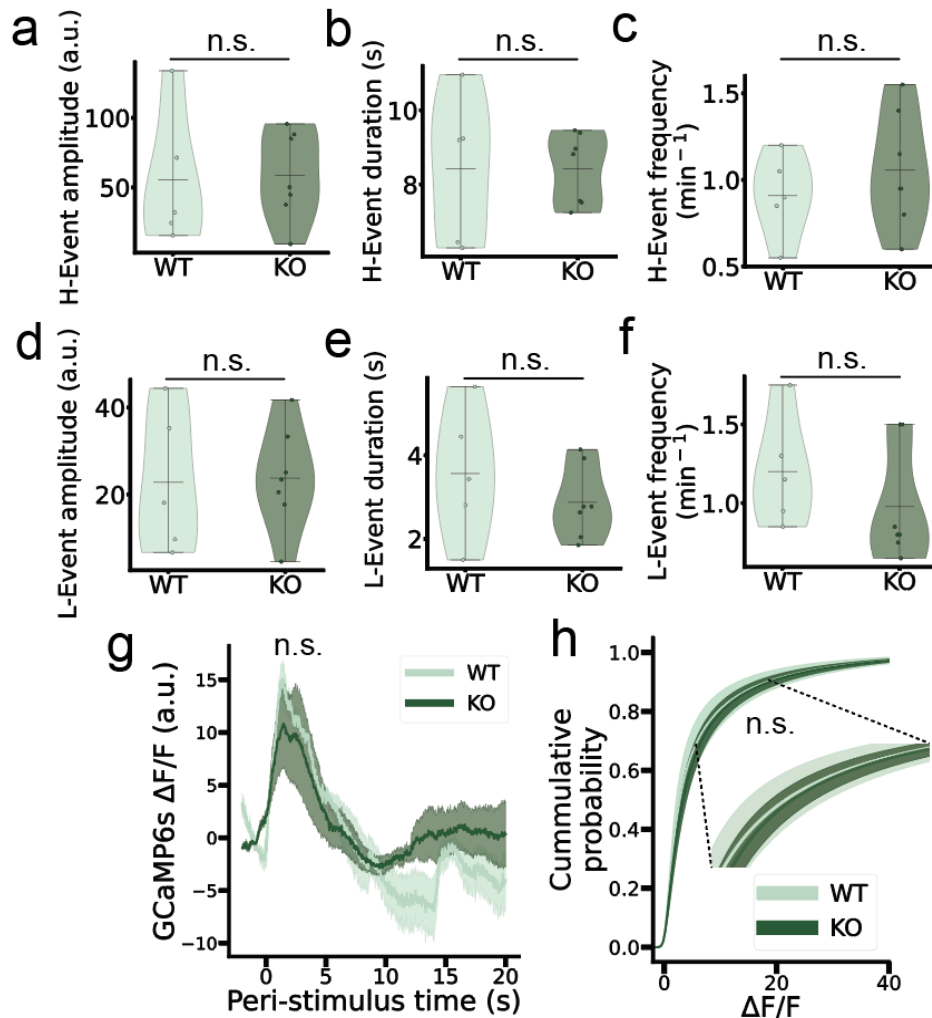 a
n.s.
H-Event amplitude (a.u.)
100
50
WT
KO
b
n.s.
H-Event duration (s)
10
8
WT
KO
c
n.s.
H-Event frequency
(min⁻¹)
1.5
1.0
0.5
WT
KO
d
n.s.
L-Event amplitude (a.u.)
40
20
WT
KO
e
n.s.
L-Event duration (s)
4
2
WT
KO
f
n.s.
L-Event frequency
(min⁻¹)
1.5
1.0
WT
KO
g
n.s.
WT
KO
GCaMP6s ΔF/F (a.u.)
15
10
5
0
−5
−10
0
5
10
15
20
Peri-stimulus time (s)
h
n.s.
Cummulative
probability
1.0
0.8
0.6
0.4
0.2
0.0
WT
KO
0
20
40
ΔF/F